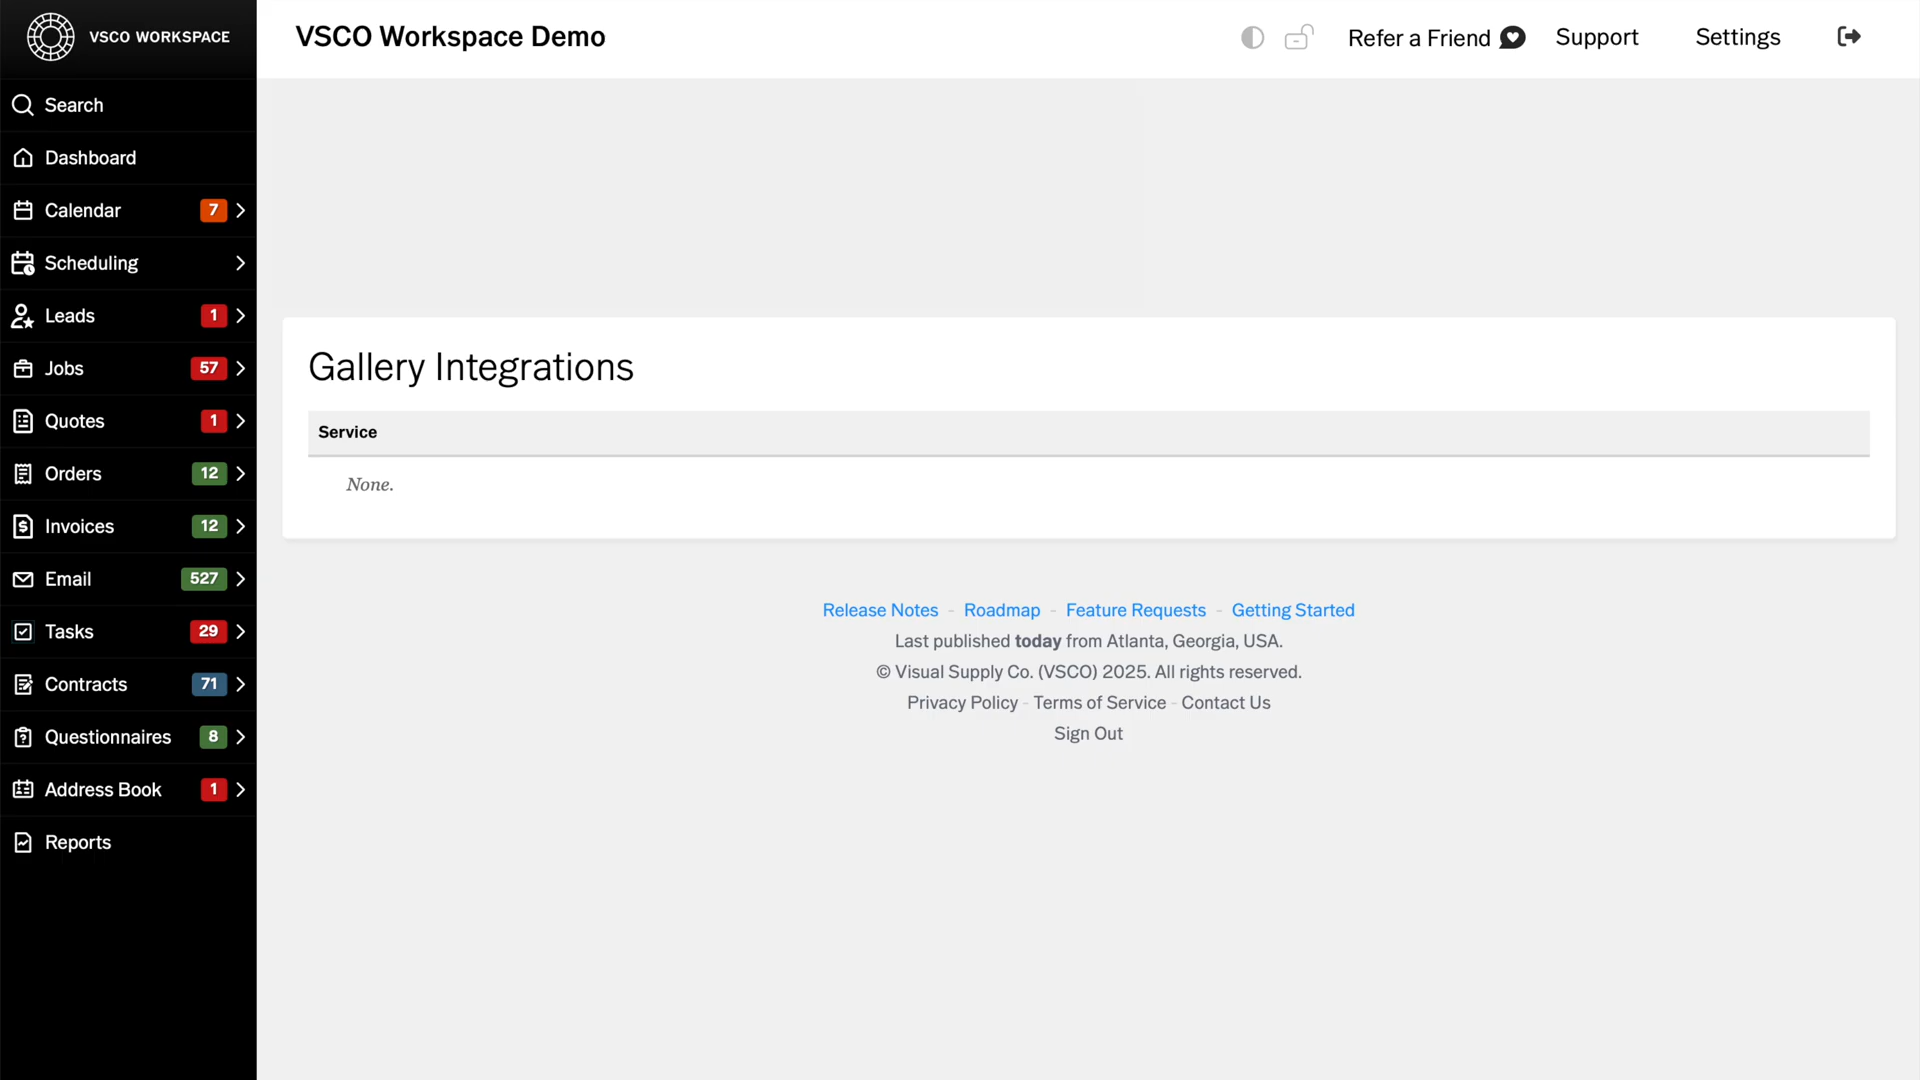 VSCO WORKSPACE
VSCO Workspace Demo
Refer a Friend
Support
Settings
Search
Dashboard
Calendar 7
Scheduling
Leads 1
Jobs 57
Quotes 1
Orders 12
Invoices 12
Email 527
Tasks 29
Contracts 71
Questionnaires 8
Address Book 1
Reports
Gallery Integrations
Service
None.
Release Notes - Roadmap - Feature Requests - Getting Started
Last published today from Atlanta, Georgia, USA.
© Visual Supply Co. (VSCO) 2025. All rights reserved.
Privacy Policy - Terms of Service - Contact Us
Sign Out